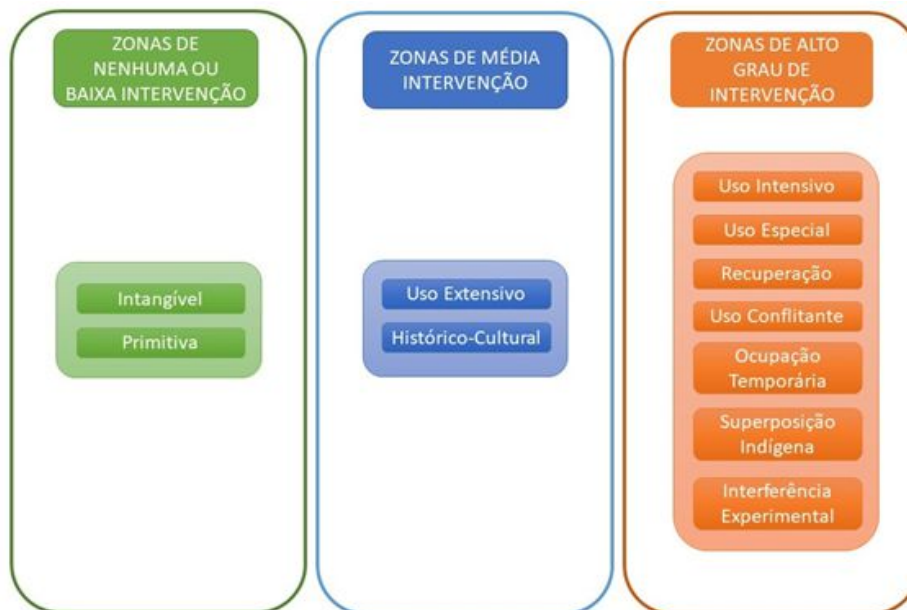 ZONAS DE
NENHUMA OU
BAIXA INTERVENÇÃO
Intangível
Primitiva
ZONAS DE MÉDIA
INTERVENÇÃO
Uso Extensivo
Histórico-Cultural
ZONAS DE ALTO
GRAU DE
INTERVENÇÃO
Uso Intensivo
Uso Especial
Recuperação
Uso Conflitante
Ocupação
Temporária
Superposição
Indígena
Interferência
Experimental